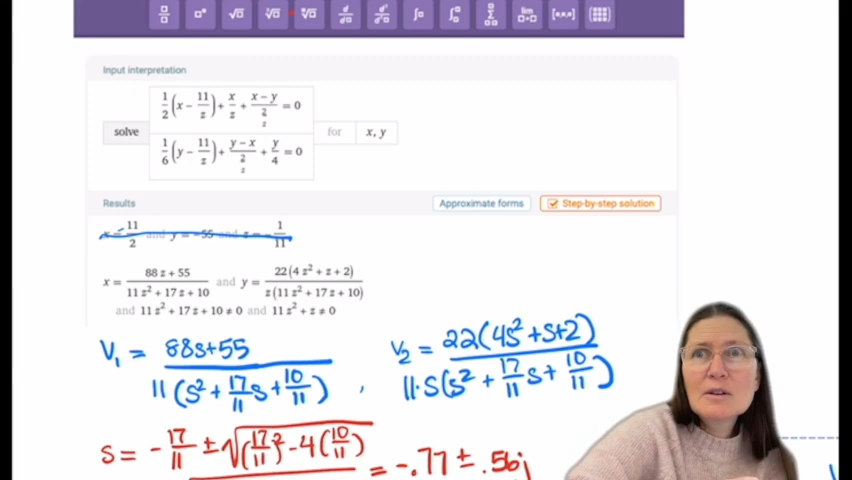 Input interpretation
solve
1/2 (x − 11/z) + x/z + (x − y)/(2/z) = 0
1/6 (y − 11/z) + (y − x)/(2/z) + y/4 = 0
for x, y
Results
Approximate forms
Step-by-step solution
x = − 11/2 and y = −55 and z = − 1/11
x = (88 z + 55)/(11 z² + 17 z + 10) and y = 22 (4 z² + z + 2)/(z (11 z² + 17 z + 10))
and 11 z² + 17 z + 10 ≠ 0 and 11 z² + z ≠ 0
V₁ = (88s+55)/(11 (s² + 17/11 s + 10/11)) , V₂ = 22(4s² + s + 2)/(11·s(s² + 17/11 s + 10/11))
s = − 17/11 ± √((17/11)² − 4(10/11)) = −.77 ± .56j